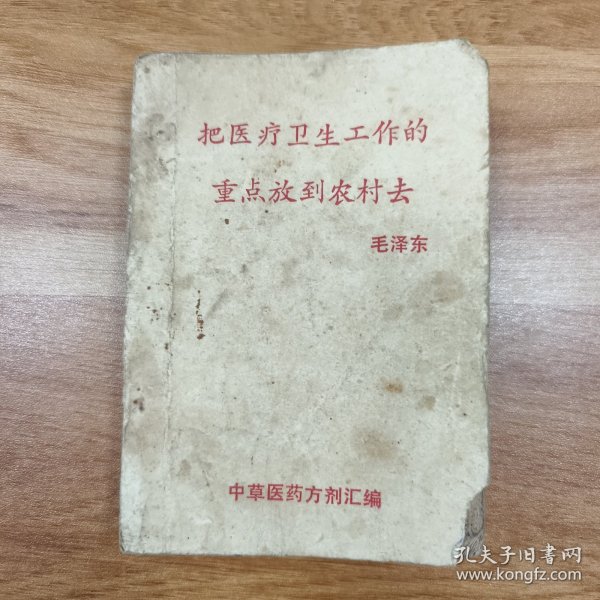 把医疗卫生工作的
重点放到农村去
毛泽东
中草医药方剂汇编
孔夫子旧书网
www.kongfz.com